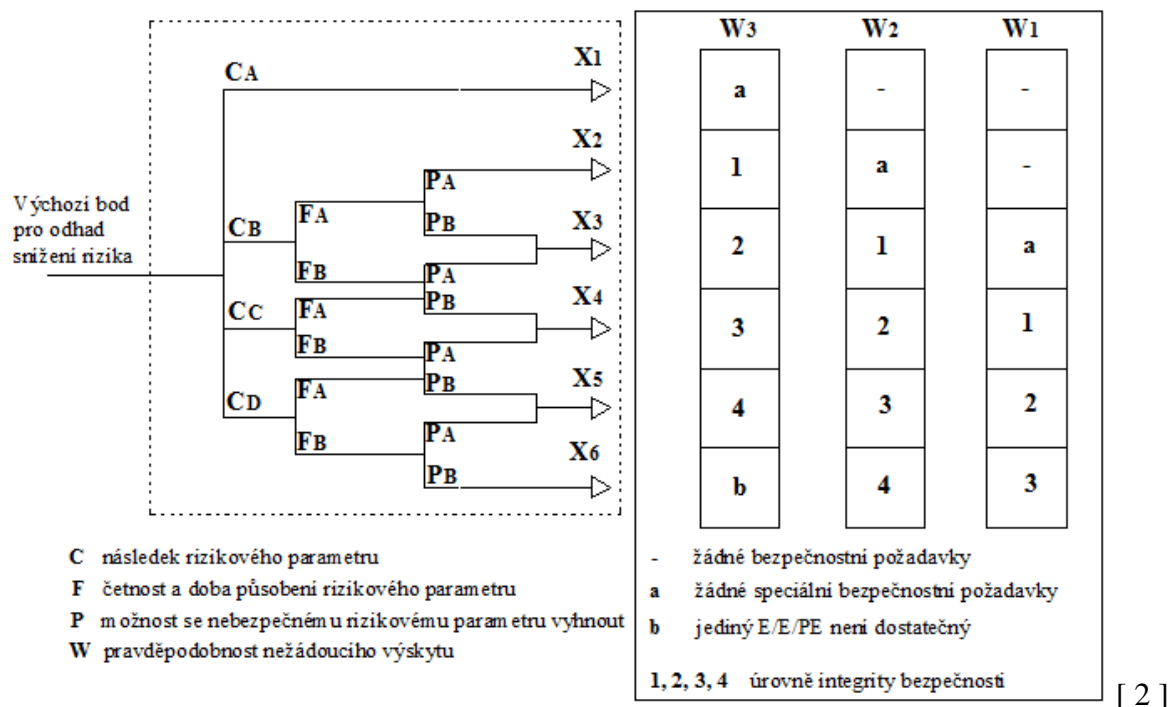 W3 W2 W1
CA X1
a - -
X2
PA
1 a -
Výchozí bod
pro odhad
snížení rizika
FA
CB
PB X3
2 1 a
FB PA
CC FA PB X4
3 2 1
FB PA
CD FA PB X5
4 3 2
FB PA
X6
PB
b 4 3
C následek rizikového parametru
F četnost a doba působení rizikového parametru
P možnost se nebezpečnému rizikovému parametru vyhnout
W pravděpodobnost nežádoucího výskytu
- žádné bezpečnostní požadavky
a žádné speciální bezpečnostní požadavky
b jediný E/E/PE není dostatečný
1, 2, 3, 4 úrovně integrity bezpečnosti
[ 2 ]